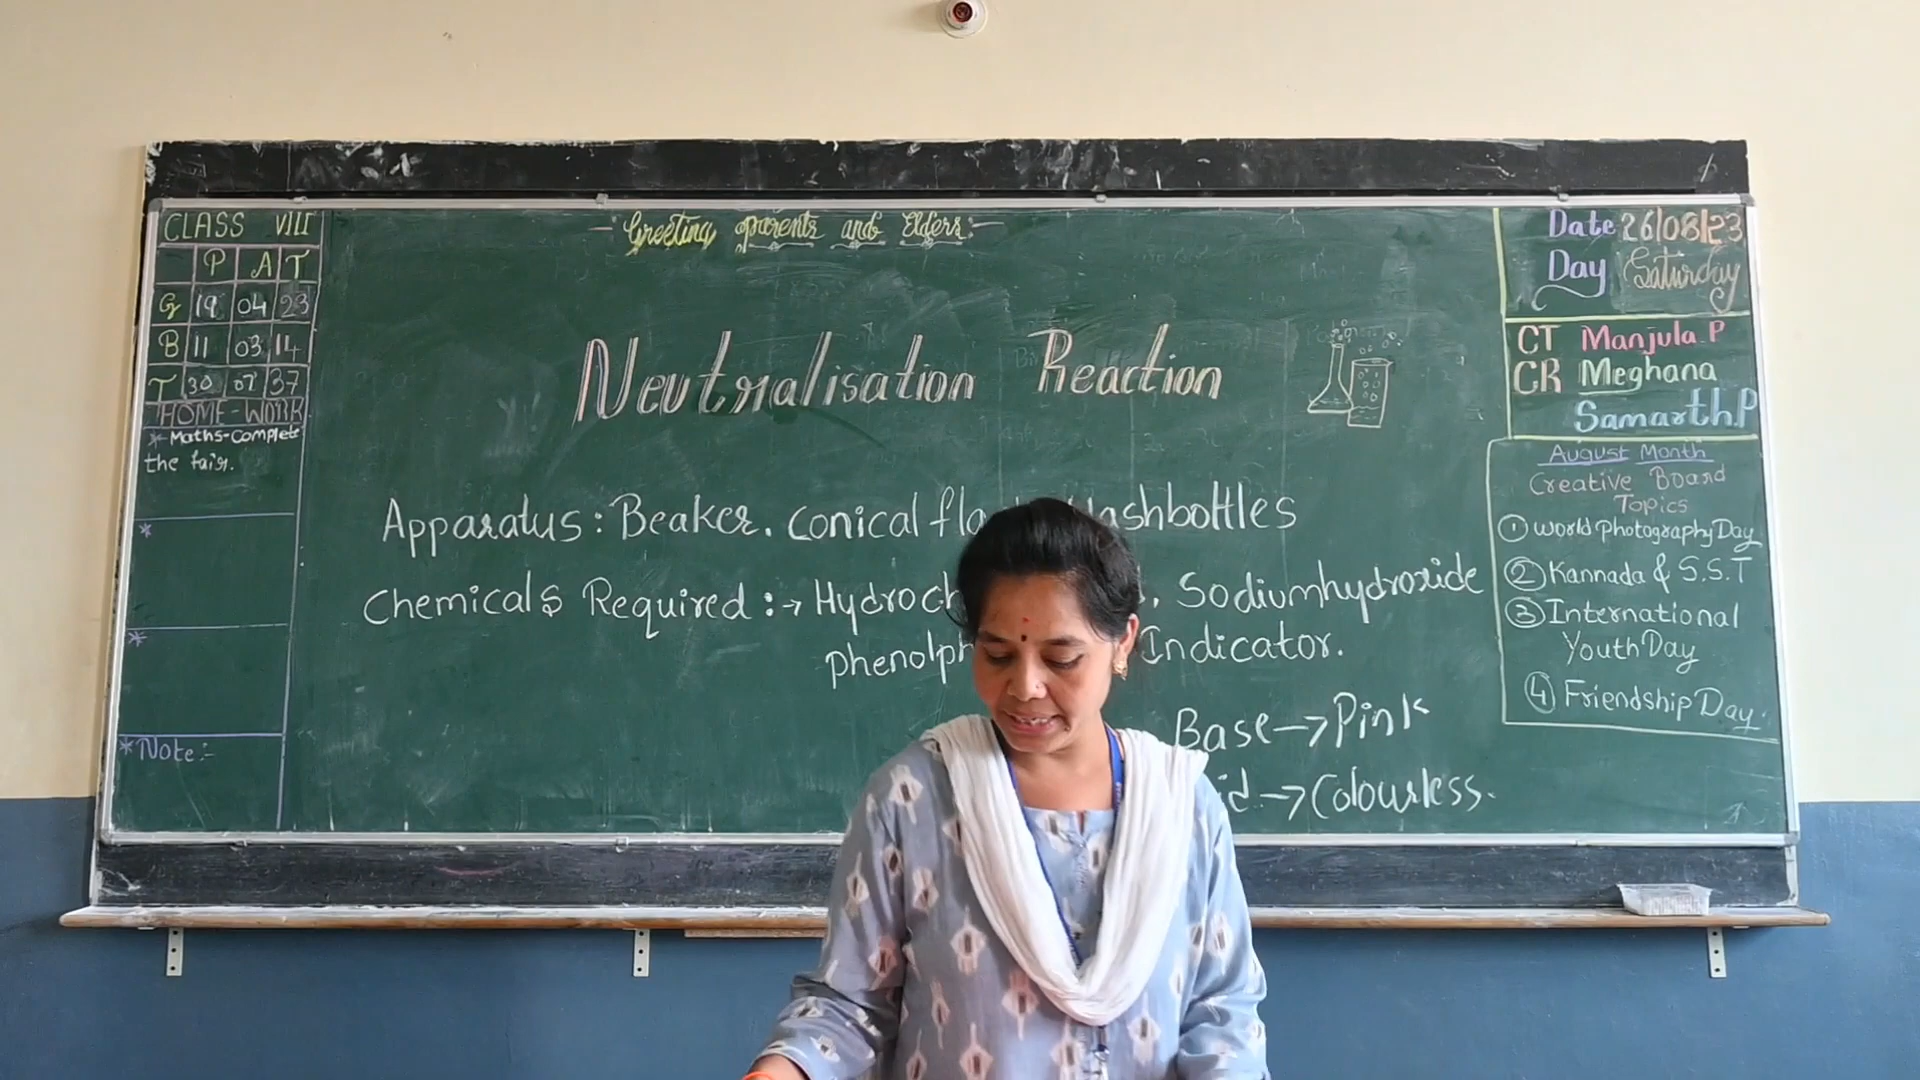 CLASS VIII
P A T
G 19 04 23
B 11 03 14
T 30 07 37
HOME-WORK
* Maths-Complete
the fair.
*
*
*Note:-
-Greeting parents and Elders:-
Neutralisation Reaction
Apparatus: Beaker. conical fla ashbottles
Chemicals Required :→ Hydroch . Sodiumhydroxide
phenolph Indicator.
Base→Pink
id→Colourless.
Date 26/08/23
Day Saturday
CT Manjula P
CR Meghana
Samarth.P
August Month
Creative Board
Topics
① World Photography Day
② Kannada & S.S.T
③ International
Youth Day
④ Friendship Day.